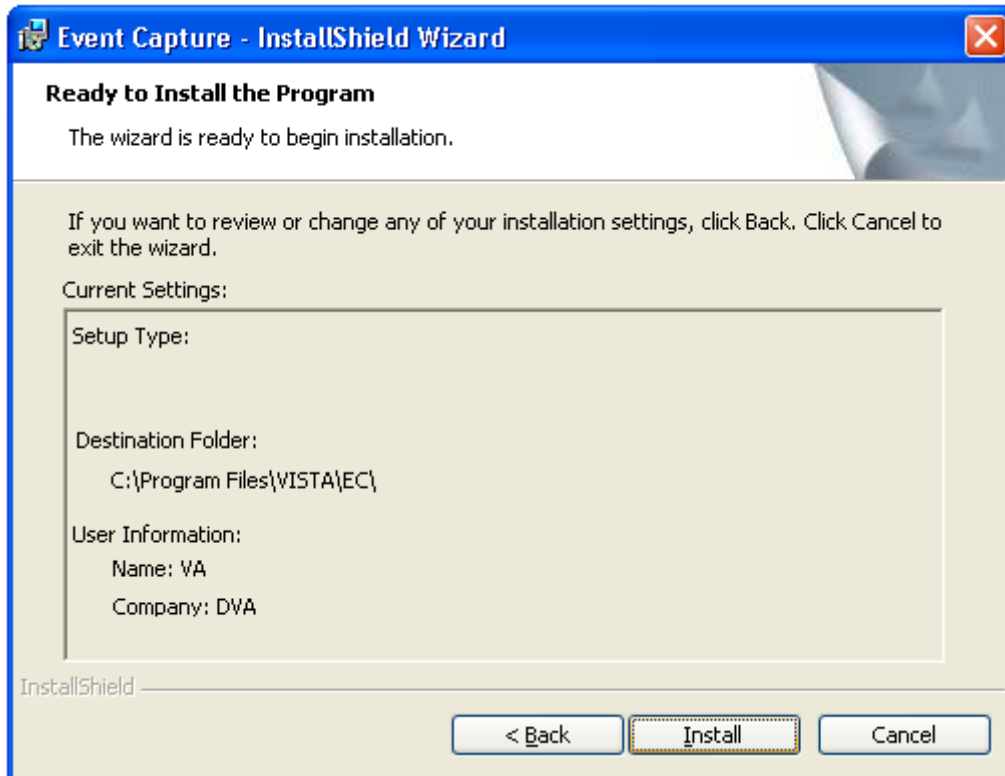 Event Capture - InstallShield Wizard
Ready to Install the Program
The wizard is ready to begin installation.
If you want to review or change any of your installation settings, click Back. Click Cancel to
exit the wizard.
Current Settings:
Setup Type:
Destination Folder:
C:\Program Files\VISTA\EC\
User Information:
Name: VA
Company: DVA
InstallShield
< Back
Install
Cancel